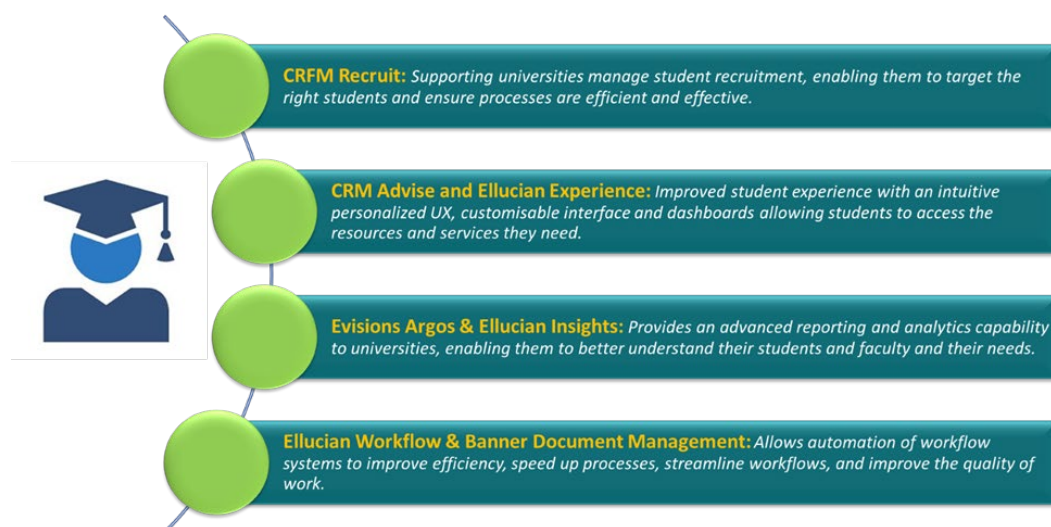 CRFM Recruit: Supporting universities manage student recruitment, enabling them to target the
right students and ensure processes are efficient and effective.
CRM Advise and Ellucian Experience: Improved student experience with an intuitive
personalized UX, customisable interface and dashboards allowing students to access the
resources and services they need.
Evisions Argos & Ellucian Insights: Provides an advanced reporting and analytics capability
to universities, enabling them to better understand their students and faculty and their needs.
Ellucian Workflow & Banner Document Management: Allows automation of workflow
systems to improve efficiency, speed up processes, streamline workflows, and improve the quality of
work.